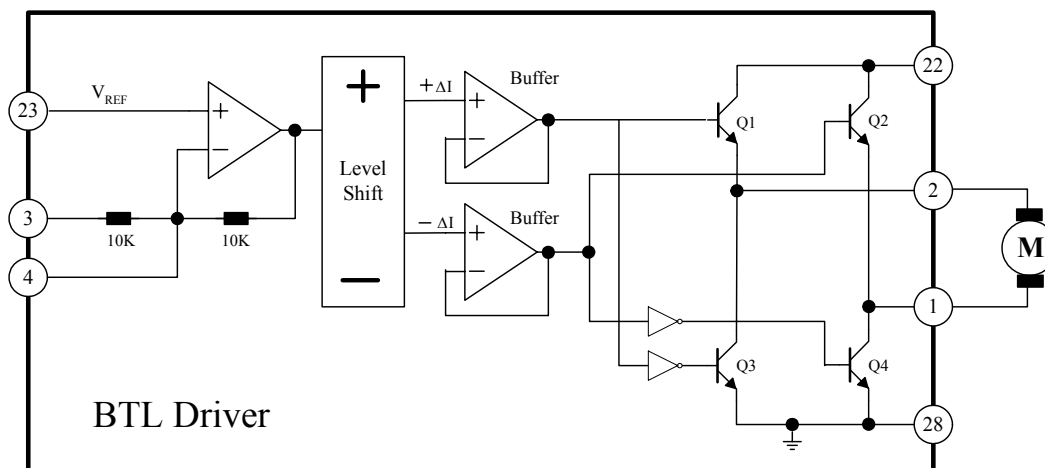 22
23
V_REF
+
−
+
Level
Shift
−
+ ΔI
+
−
Buffer
Q1
Q2
3
10K
10K
4
− ΔI
+
−
Buffer
2
M
1
Q3
Q4
28
BTL Driver